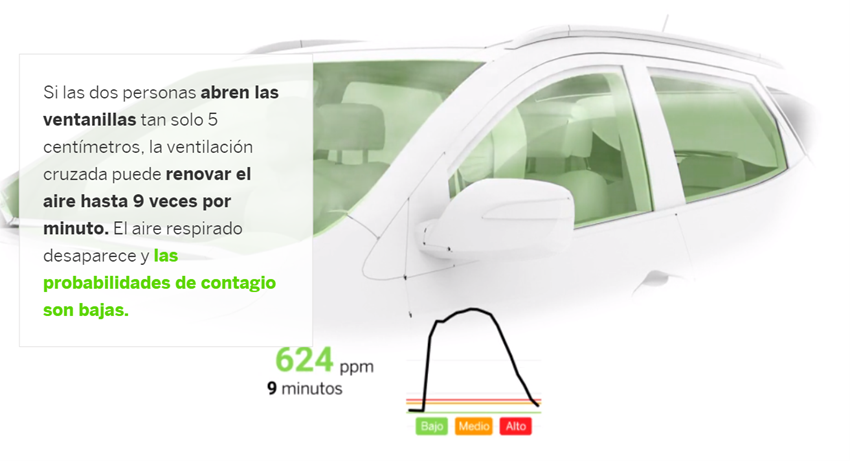 Si las dos personas abren las
ventanillas tan solo 5
centímetros, la ventilación
cruzada puede renovar el
aire hasta 9 veces por
minuto. El aire respirado
desaparece y las
probabilidades de contagio
son bajas.
624 ppm
9 minutos
Bajo Medio Alto